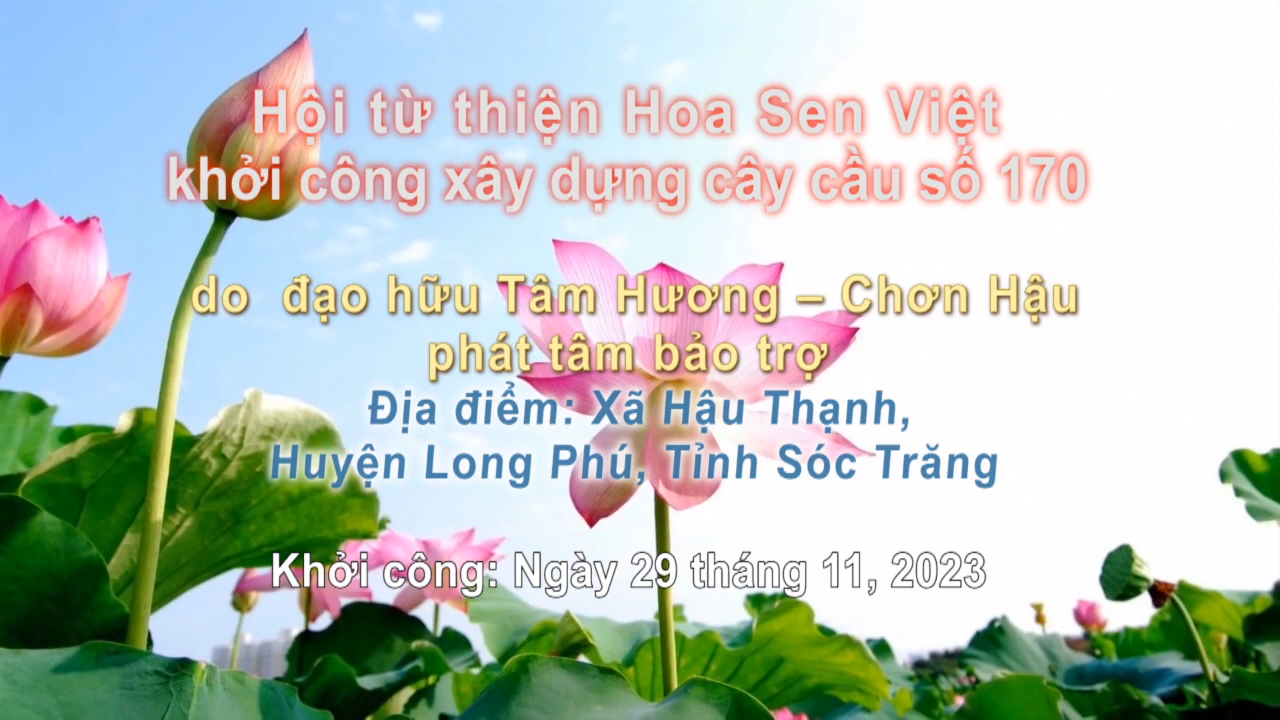 Hội từ thiện Hoa Sen Việt
khởi công xây dựng cây cầu số 170
do đạo hữu Tâm Hương – Chơn Hậu
phát tâm bảo trợ
Địa điểm: Xã Hậu Thạnh,
Huyện Long Phú, Tỉnh Sóc Trăng
Khởi công: Ngày 29 tháng 11, 2023